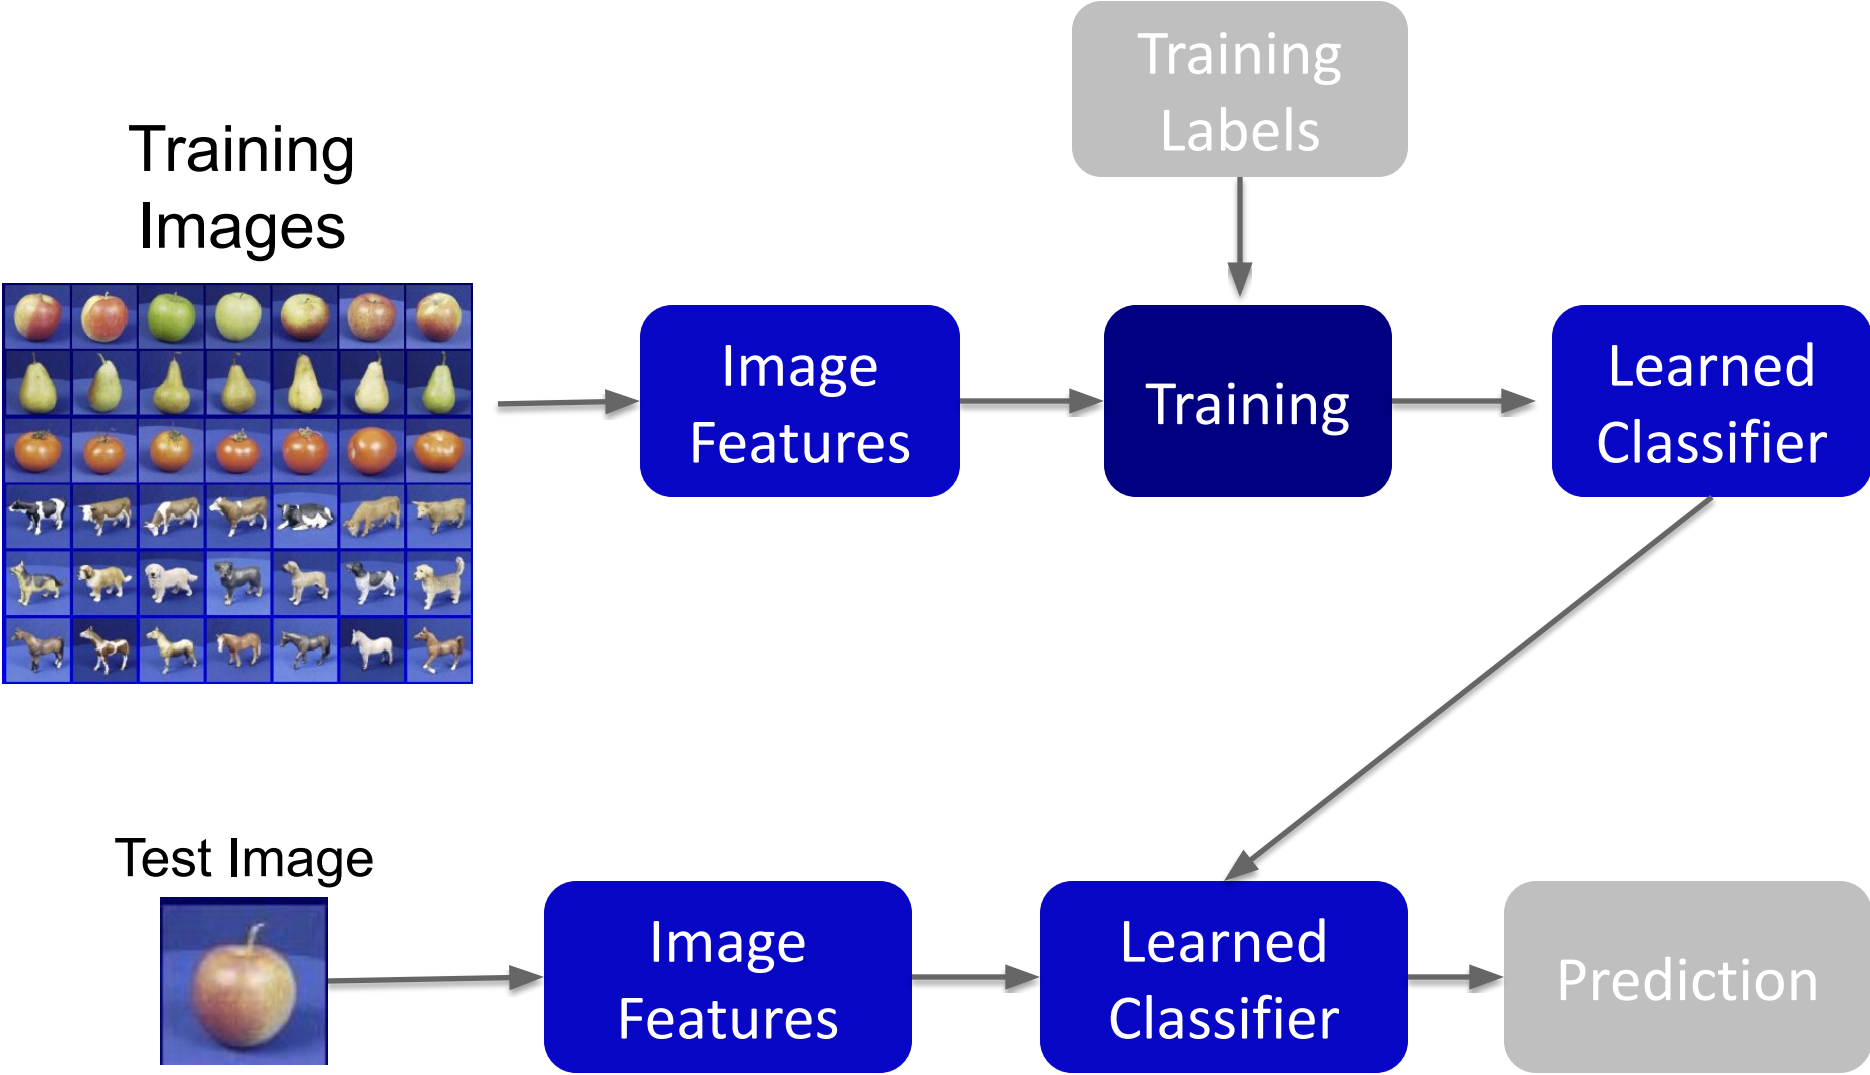 Training
Labels
Training
Images
Image
Features
Training
Learned
Classifier
Test Image
Image
Features
Learned
Classifier
Prediction